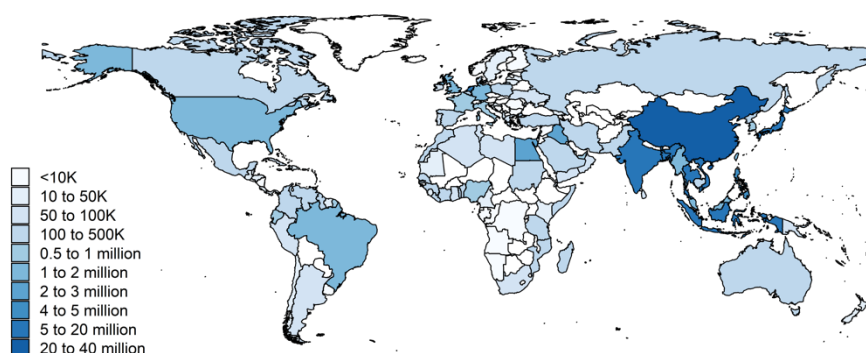 <10K
10 to 50K
50 to 100K
100 to 500K
0.5 to 1 million
1 to 2 million
2 to 3 million
4 to 5 million
5 to 20 million
20 to 40 million